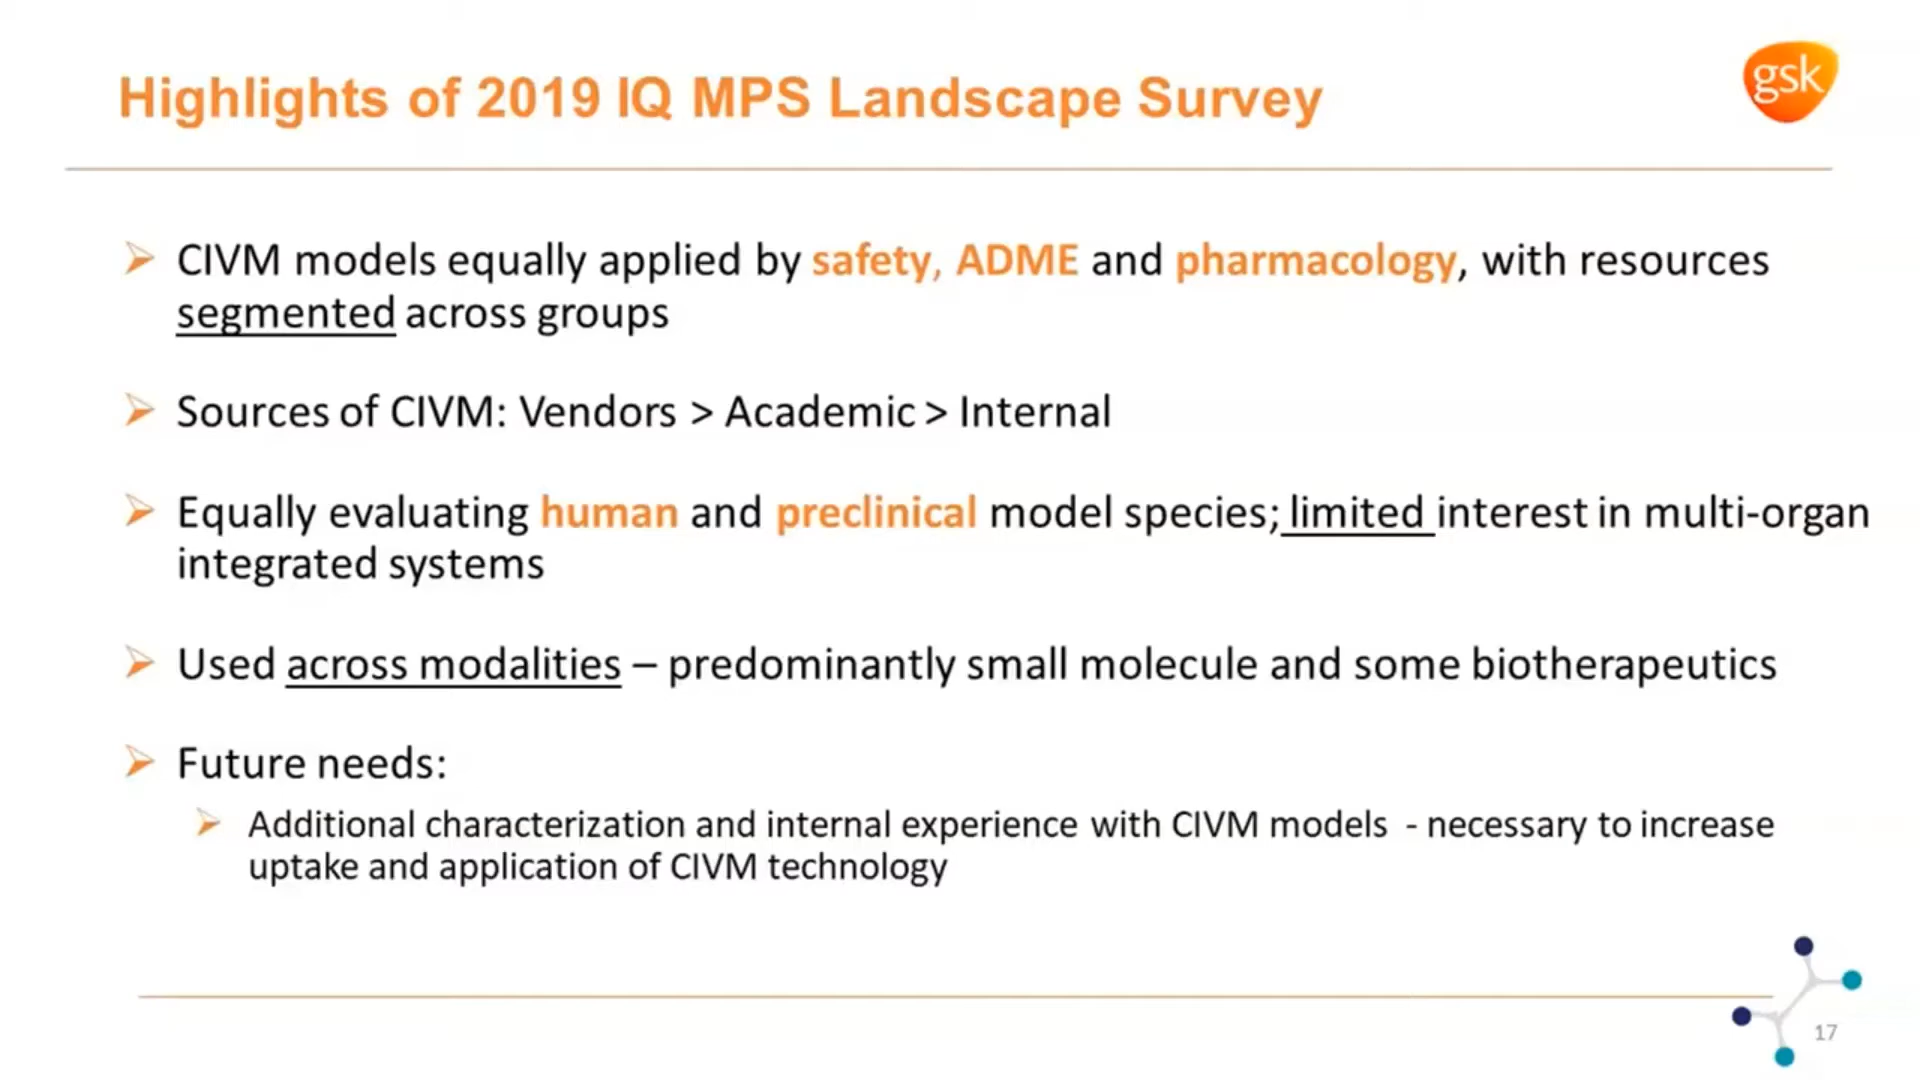 Highlights of 2019 IQ MPS Landscape Survey
gsk
CIVM models equally applied by safety, ADME and pharmacology, with resources
segmented across groups
Sources of CIVM: Vendors > Academic > Internal
Equally evaluating human and preclinical model species; limited interest in multi-organ
integrated systems
Used across modalities – predominantly small molecule and some biotherapeutics
Future needs:
Additional characterization and internal experience with CIVM models - necessary to increase
uptake and application of CIVM technology
17